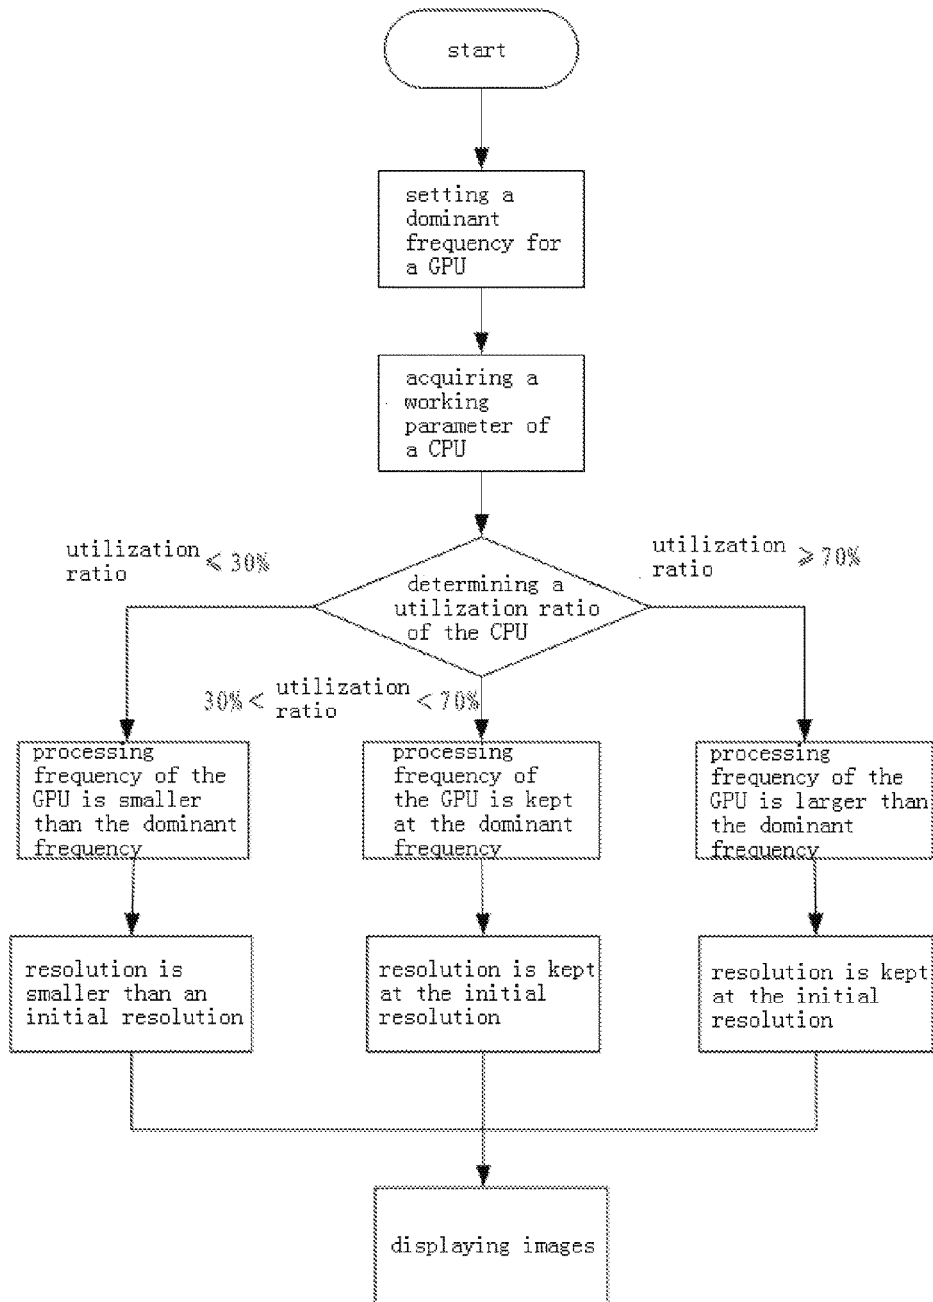 start
setting a
dominant
frequency for
a GPU
acquiring a
working
parameter of
a CPU
utilization
ratio < 30%
utilization
ratio ⩾ 70%
determining a
utilization ratio
of the CPU
30% < utilization
ratio < 70%
processing
frequency of the
GPU is smaller
than the dominant
frequency
processing
frequency of
the GPU is kept
at the dominant
frequency
processing
frequency of the
GPU is larger than
the dominant
frequency
resolution is
smaller than an
initial resolution
resolution is kept
at the initial
resolution
resolution is kept
at the initial
resolution
displaying images